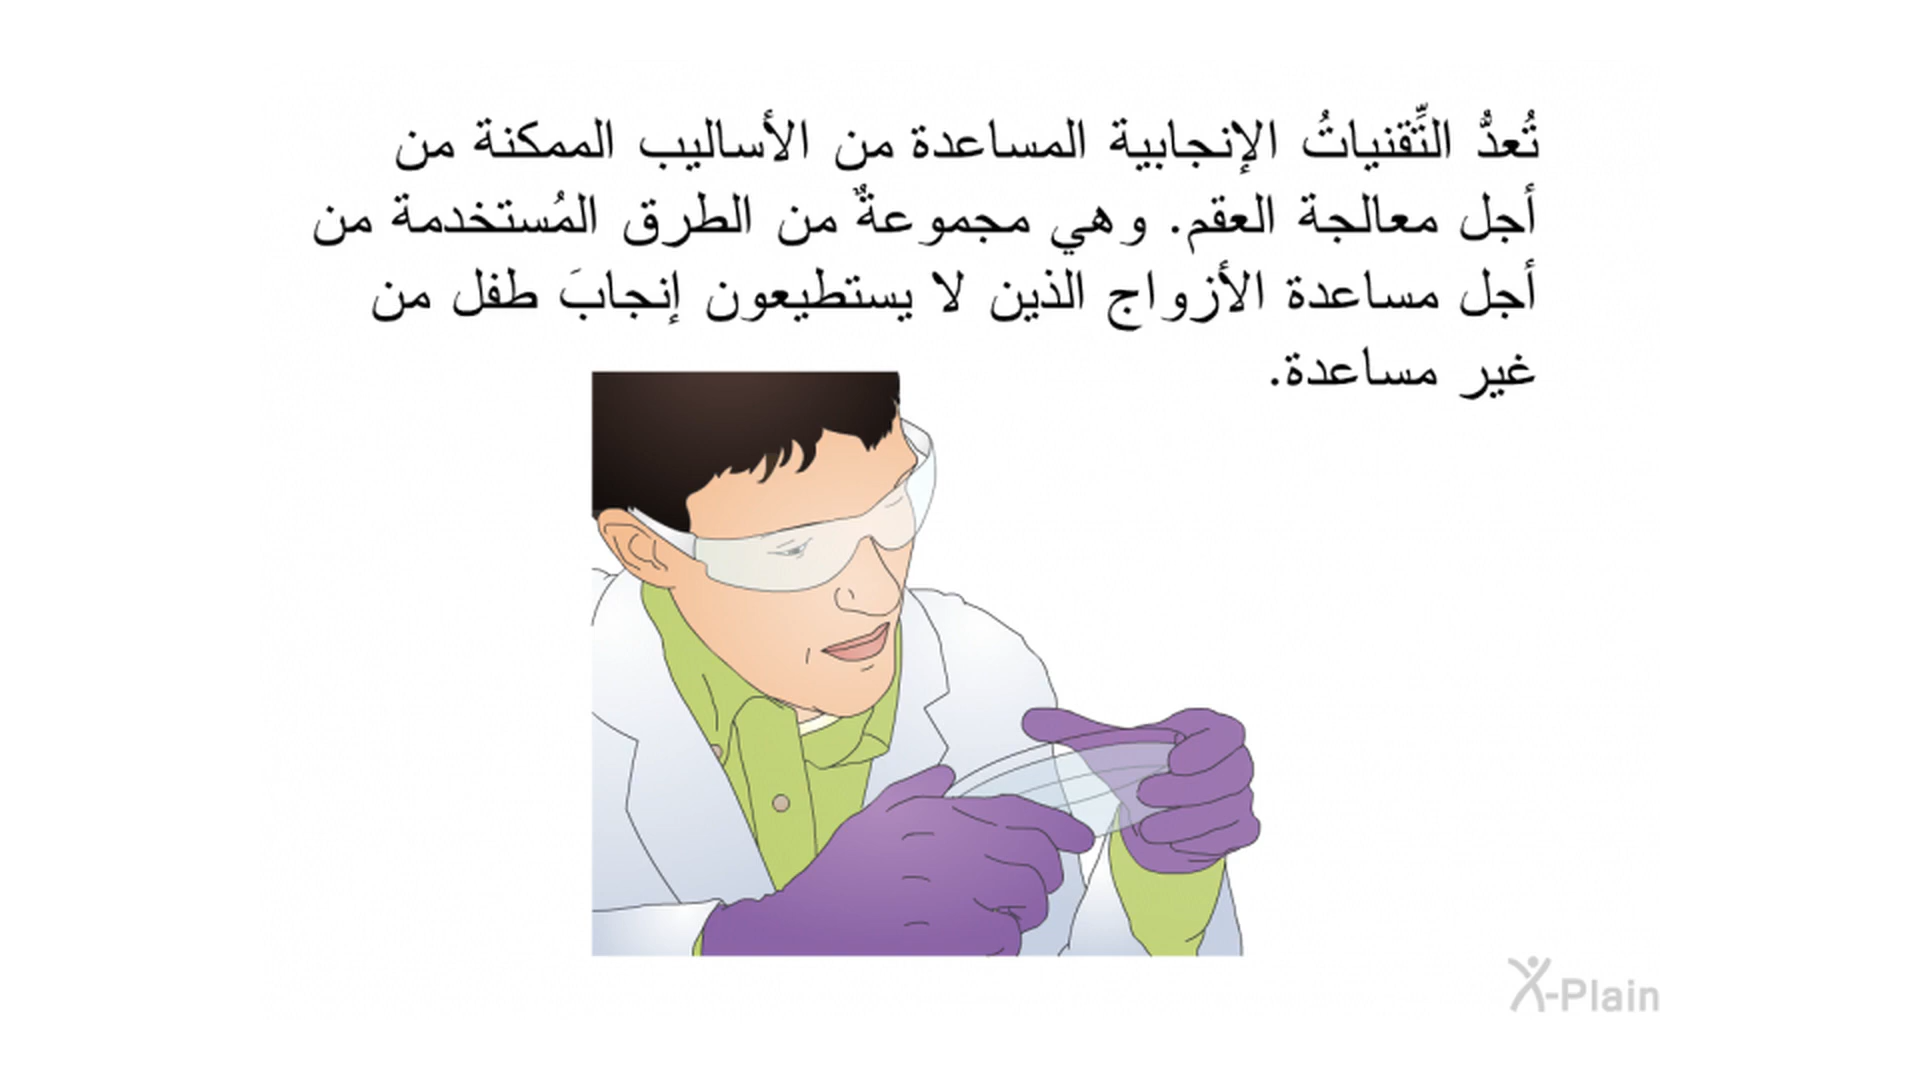 تُعدُّ التِّقنياتُ الإنجابية المساعدة من الأساليب الممكنة من
أجل معالجة العقم. وهي مجموعةٌ من الطرق المُستخدمة من
أجل مساعدة الأزواج الذين لا يستطيعون إنجابَ طفل من
غير مساعدة.
X-Plain